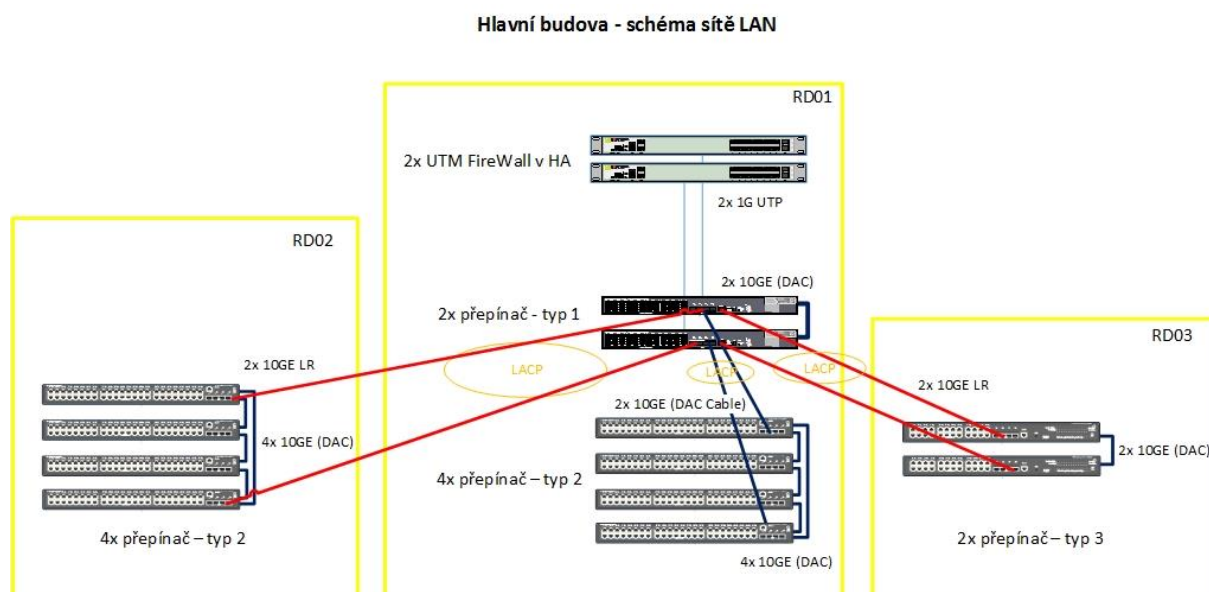 Hlavní budova - schéma sítě LAN
RD01
2x UTM FireWall v HA
2x 1G UTP
RD02
2x 10GE (DAC)
2x přepínač - typ 1
RD03
LACP
LACP
LACP
2x 10GE LR
2x 10GE LR
2x 10GE (DAC Cable)
4x 10GE (DAC)
2x 10GE (DAC)
4x přepínač – typ 2
4x přepínač – typ 2
2x přepínač – typ 3
4x 10GE (DAC)